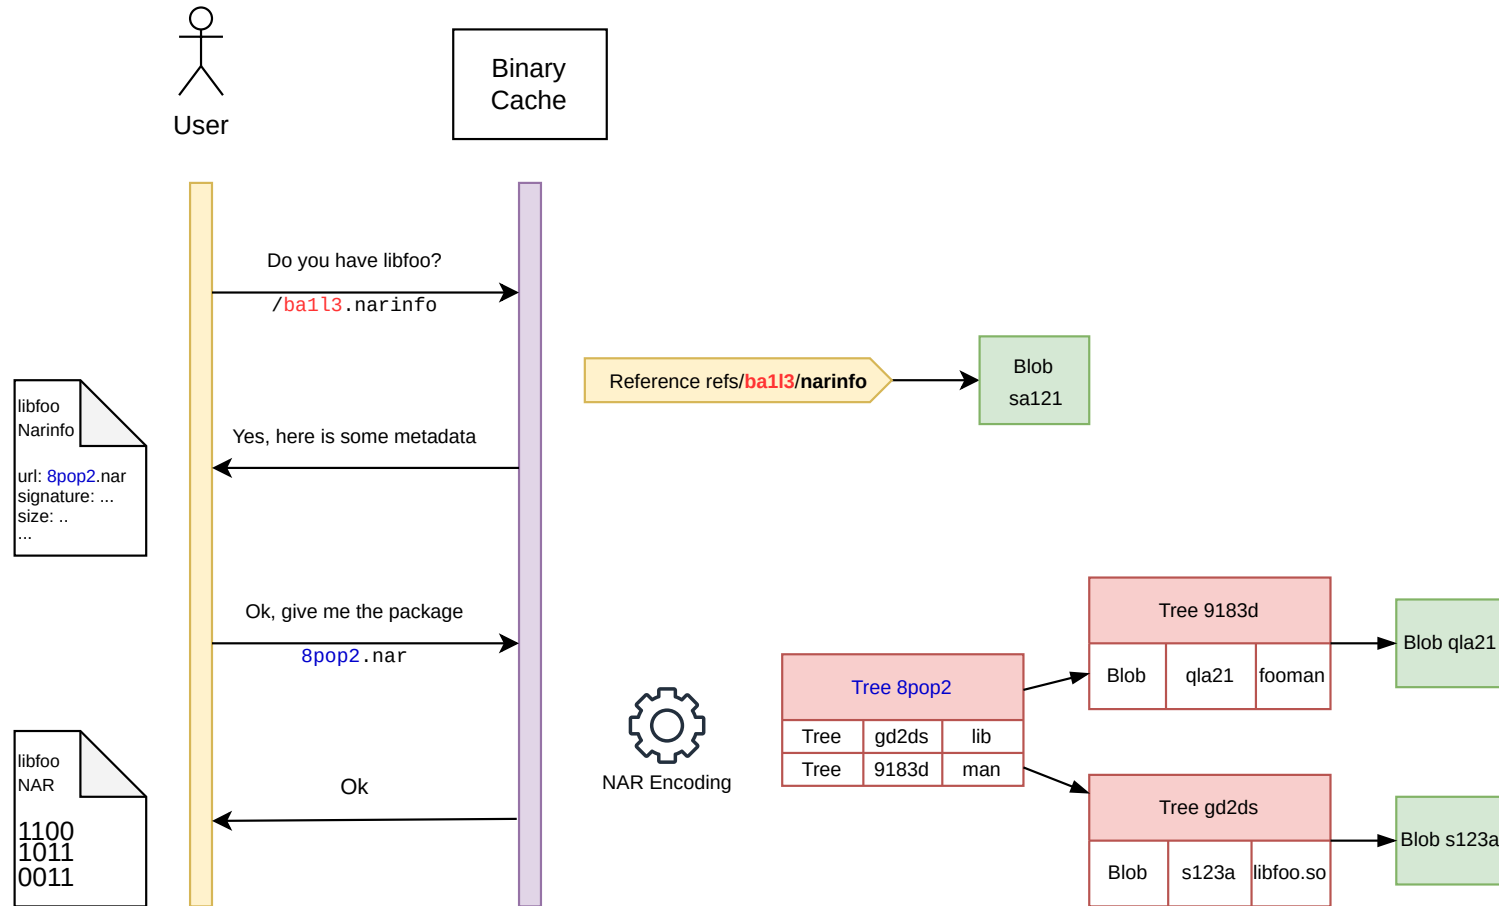 User
Binary
Cache
Do you have libfoo?
/ba1l3.narinfo
Reference refs/ba1l3/narinfo
Blob
sa121
libfoo
Narinfo
url: 8pop2.nar
signature: ...
size: ..
...
Yes, here is some metadata
Ok, give me the package
8pop2.nar
Tree 9183d
Blob qla21 fooman
Blob qla21
Tree 8pop2
Tree gd2ds lib
Tree 9183d man
NAR Encoding
Tree gd2ds
Blob s123a libfoo.so
Blob s123a
Ok
libfoo
NAR
1100
1011
0011